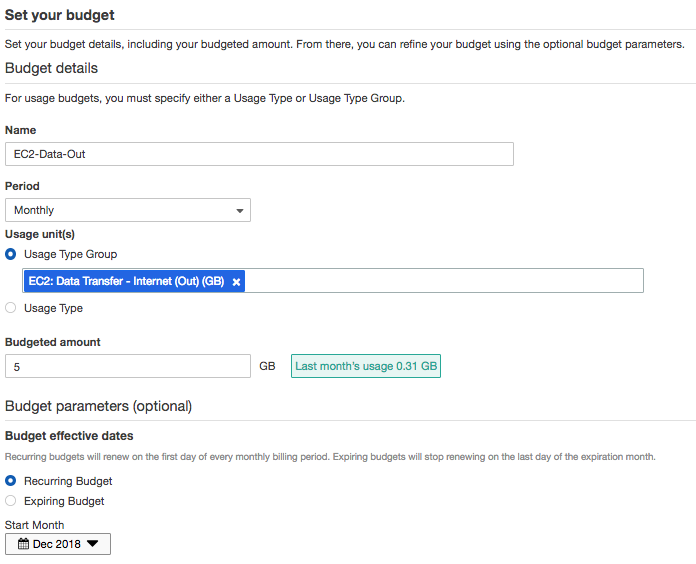 Set your budget
Set your budget details, including your budgeted amount. From there, you can refine your budget using the optional budget parameters.
Budget details
For usage budgets, you must specify either a Usage Type or Usage Type Group.
Name
EC2-Data-Out
Period
Monthly
Usage unit(s)
Usage Type Group
EC2: Data Transfer - Internet (Out) (GB) ×
Usage Type
Budgeted amount
5 GB Last month's usage 0.31 GB
Budget parameters (optional)
Budget effective dates
Recurring budgets will renew on the first day of every monthly billing period. Expiring budgets will stop renewing on the last day of the expiration month.
Recurring Budget
Expiring Budget
Start Month
Dec 2018